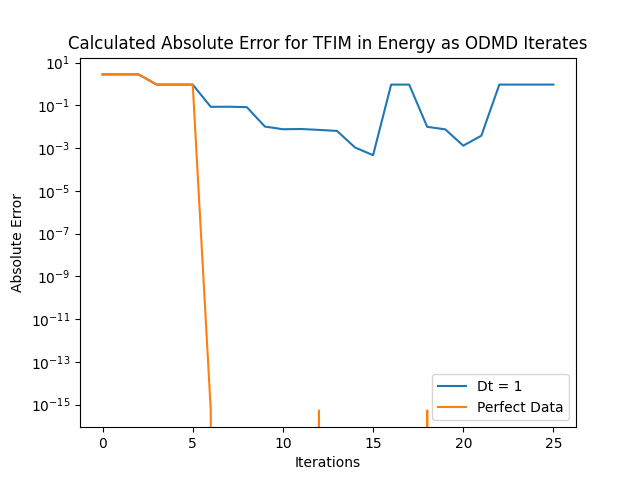 Calculated Absolute Error for TFIM in Energy as ODMD Iterates
Absolute Error
10¹
10⁻¹
10⁻³
10⁻⁵
10⁻⁷
10⁻⁹
10⁻¹¹
10⁻¹³
10⁻¹⁵
Dt = 1
Perfect Data
0 5 10 15 20 25
Iterations